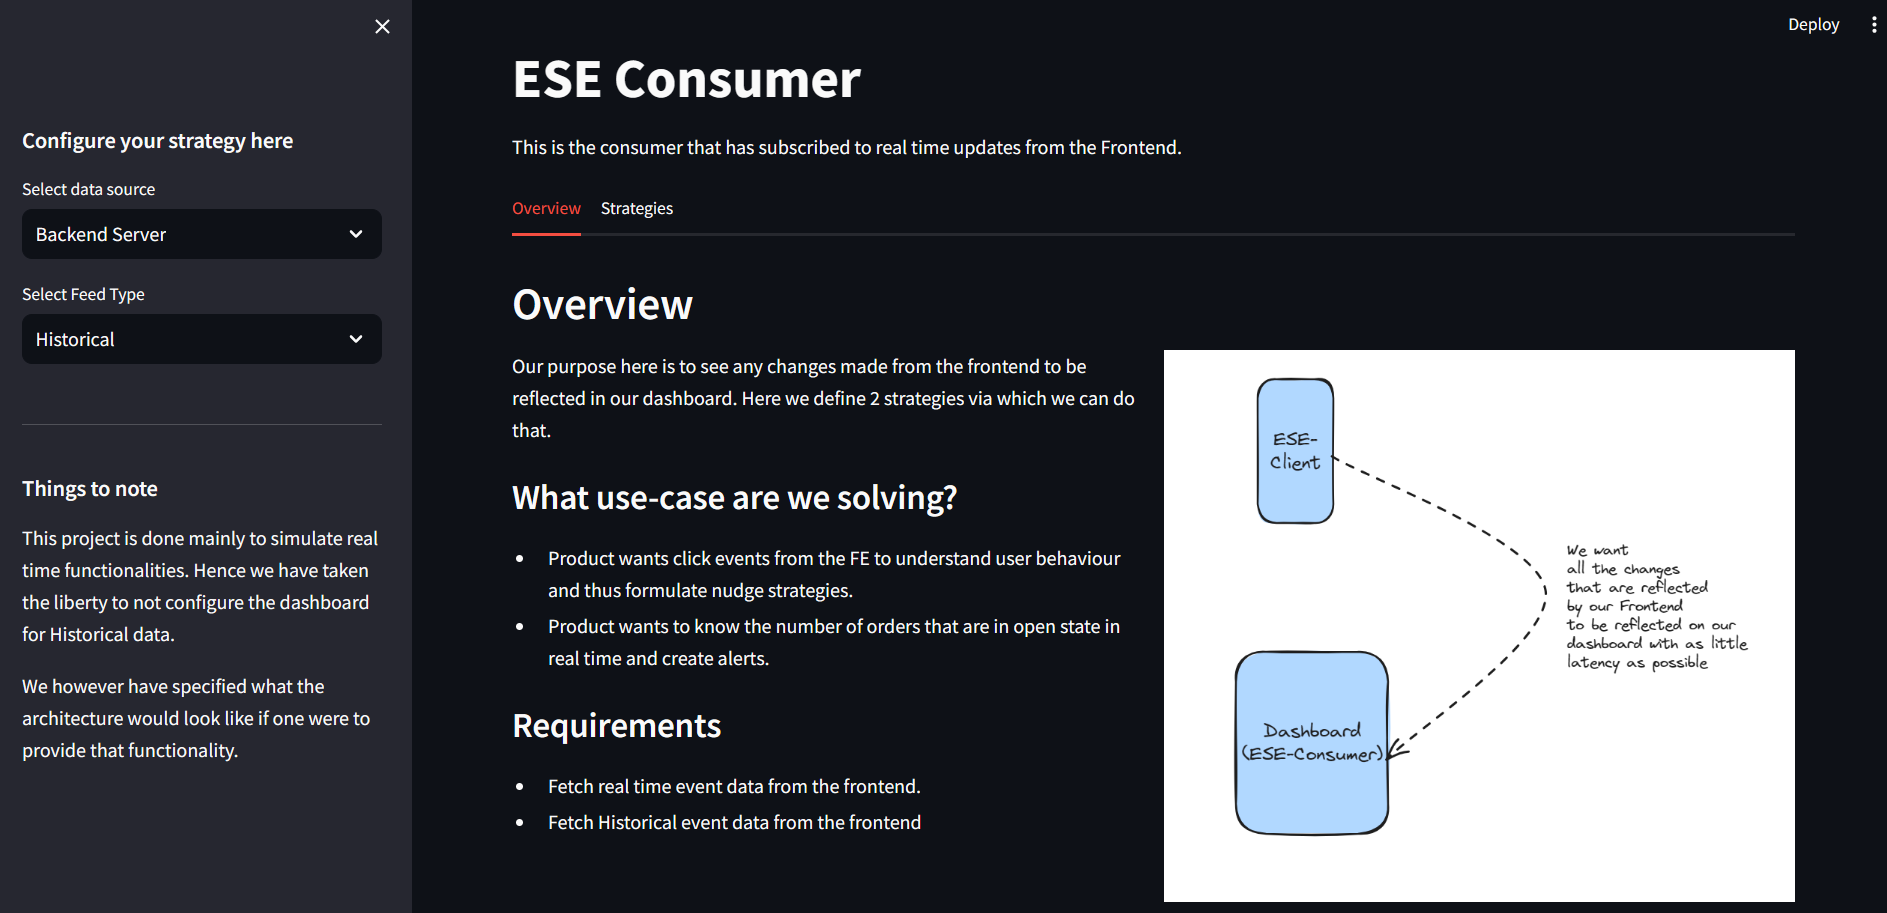 Configure your strategy here
Select data source
Backend Server
Select Feed Type
Historical
Things to note
This project is done mainly to simulate real
time functionalities. Hence we have taken
the liberty to not configure the dashboard
for Historical data.
We however have specified what the
architecture would look like if one were to
provide that functionality.
Deploy
ESE Consumer
This is the consumer that has subscribed to real time updates from the Frontend.
Overview
Strategies
Overview
Our purpose here is to see any changes made from the frontend to be
reflected in our dashboard. Here we define 2 strategies via which we can do
that.
What use-case are we solving?
Product wants click events from the FE to understand user behaviour
and thus formulate nudge strategies.
Product wants to know the number of orders that are in open state in
real time and create alerts.
Requirements
Fetch real time event data from the frontend.
Fetch Historical event data from the frontend
ESE-
Client
We want
all the changes
that are reflected
by our Frontend
to be reflected on our
dashboard with as little
latency as possible
Dashboard
(ESE-Consumer)